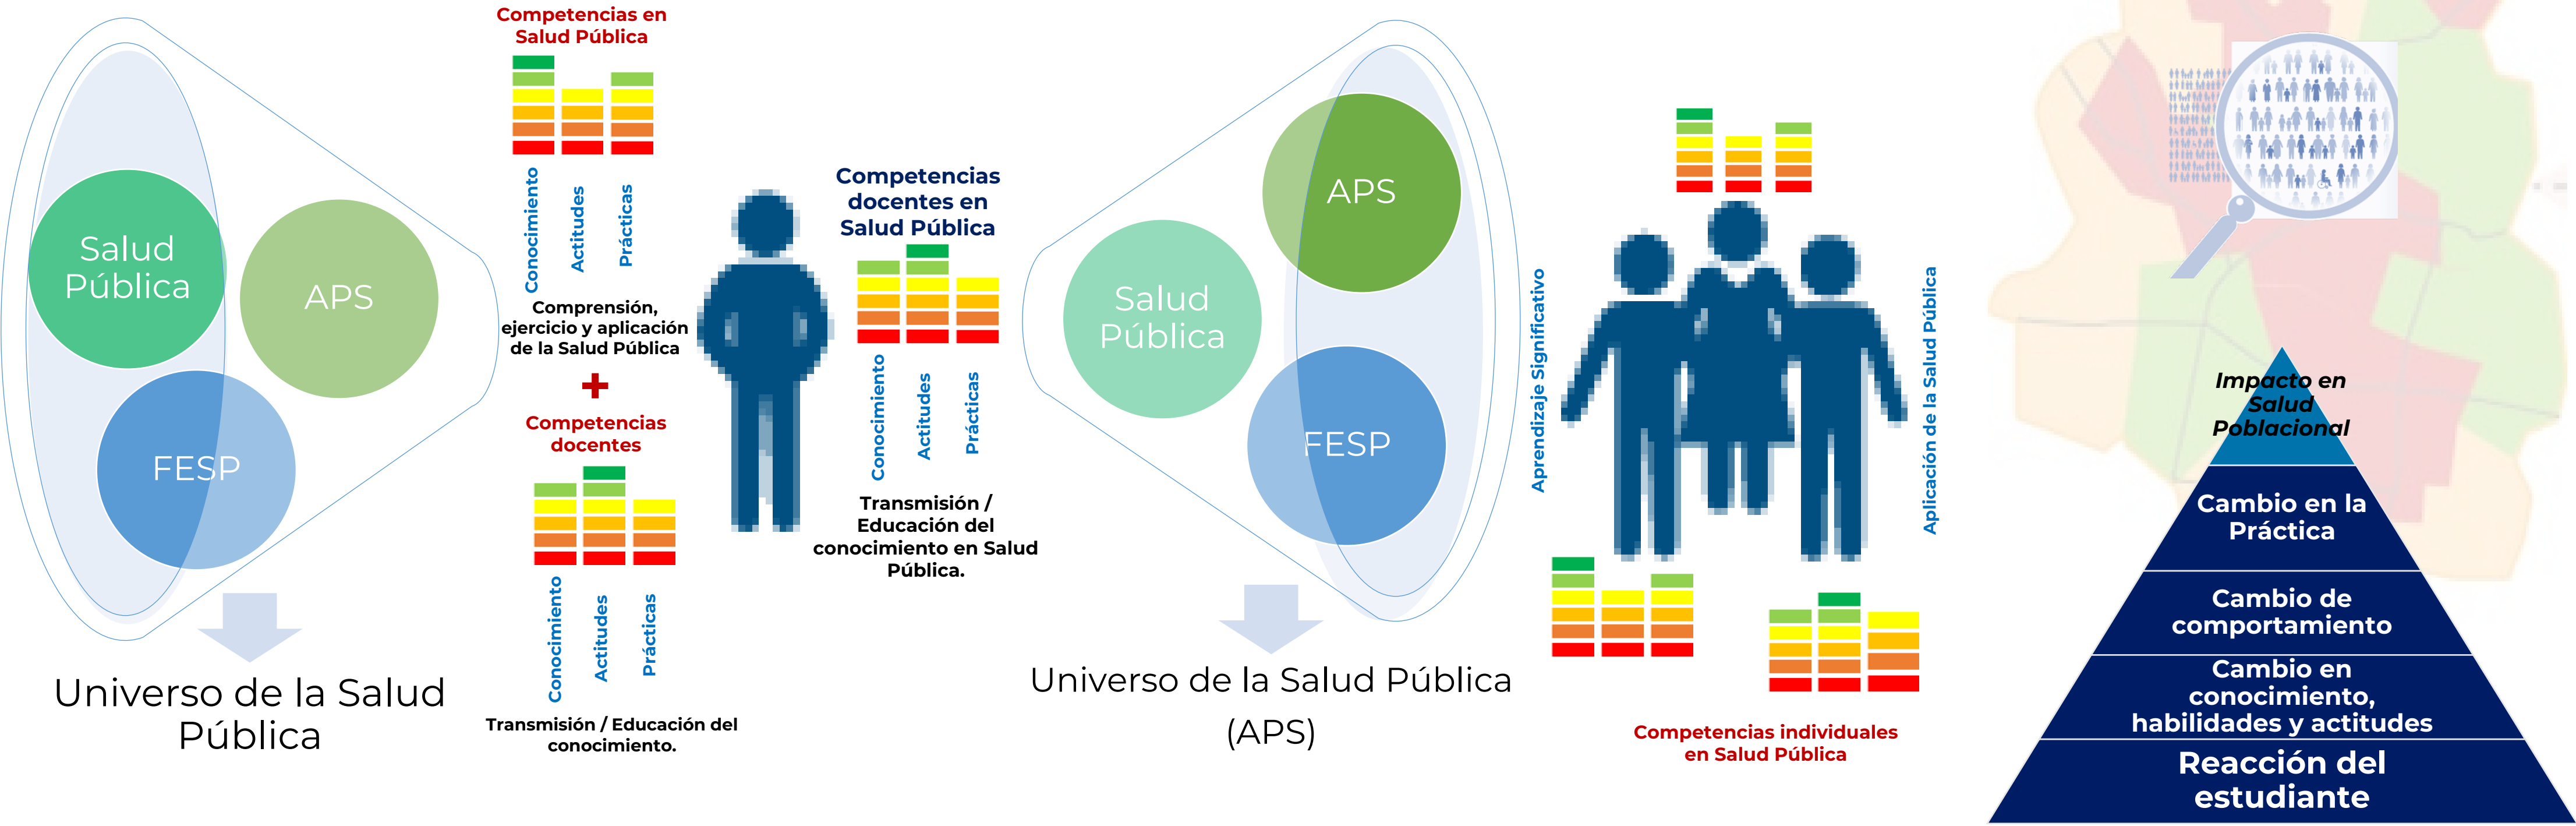 Salud
Pública
APS
FESP
Universo de la Salud
Pública
Competencias en
Salud Pública
Conocimiento
Actitudes
Prácticas
Comprensión,
ejercicio y aplicación
de la Salud Pública
+
Competencias
docentes
Conocimiento
Actitudes
Prácticas
Transmisión / Educación del
conocimiento.
Competencias
docentes en
Salud Pública
Conocimiento
Actitudes
Prácticas
Transmisión /
Educación del
conocimiento en Salud
Pública.
APS
Salud
Pública
FESP
Universo de la Salud Pública
(APS)
Aprendizaje Significativo
Aplicación de la Salud Pública
Competencias individuales
en Salud Pública
Impacto en
Salud
Poblacional
Cambio en la
Práctica
Cambio de
comportamiento
Cambio en
conocimiento,
habilidades y actitudes
Reacción del
estudiante